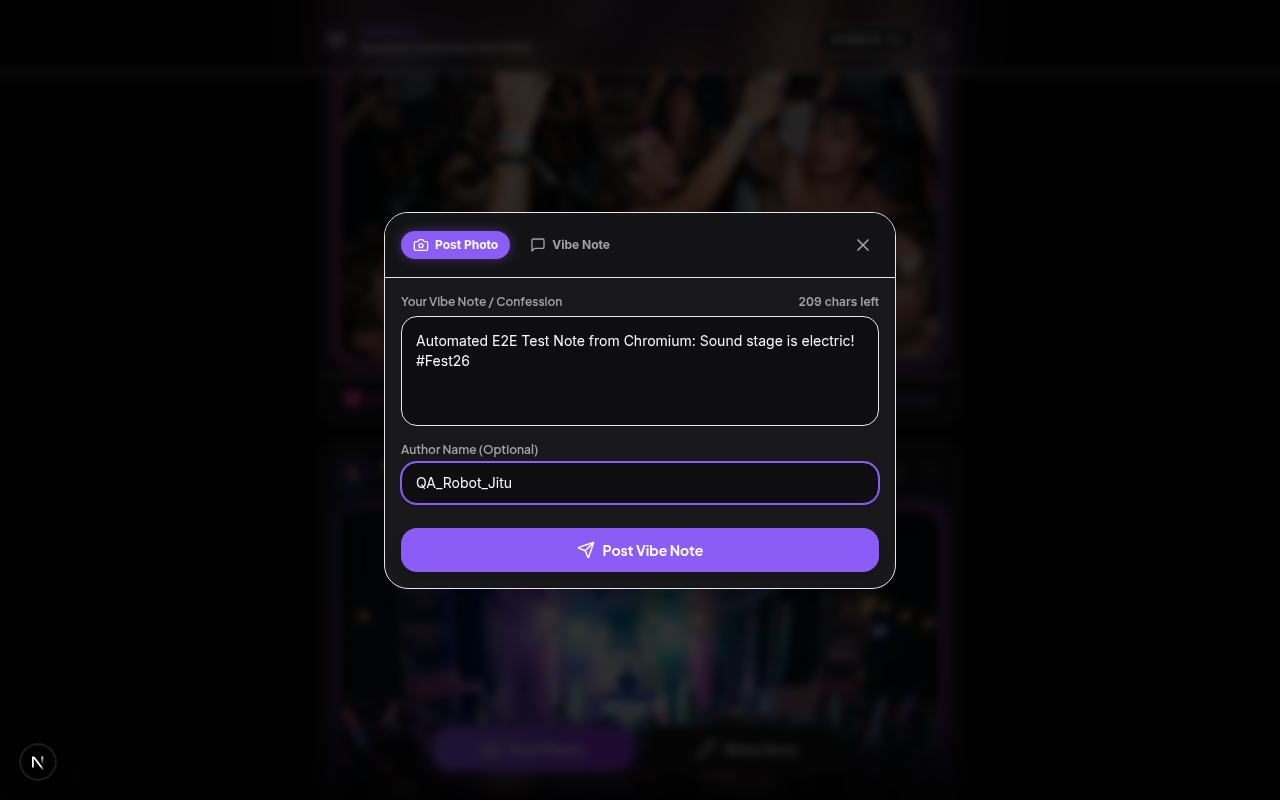 Post Photo
Vibe Note
Your Vibe Note / Confession
209 chars left
Automated E2E Test Note from Chromium: Sound stage is electric!
#Fest26
Author Name (Optional)
QA_Robot_Jitu
Post Vibe Note
N